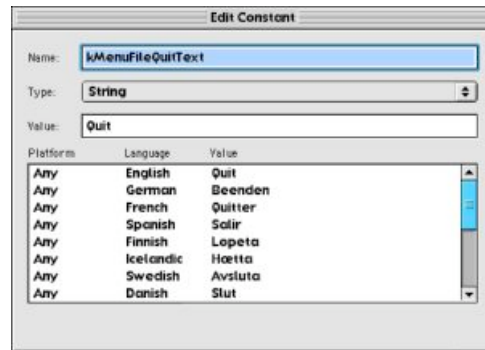 Edit Constant
Name: kMenuFileQuitText
Type: String
Value: Quit
Platform Language Value
Any English Quit
Any German Beenden
Any French Quitter
Any Spanish Salir
Any Finnish Lopeta
Any Icelandic Hætta
Any Swedish Avsluta
Any Danish Slut